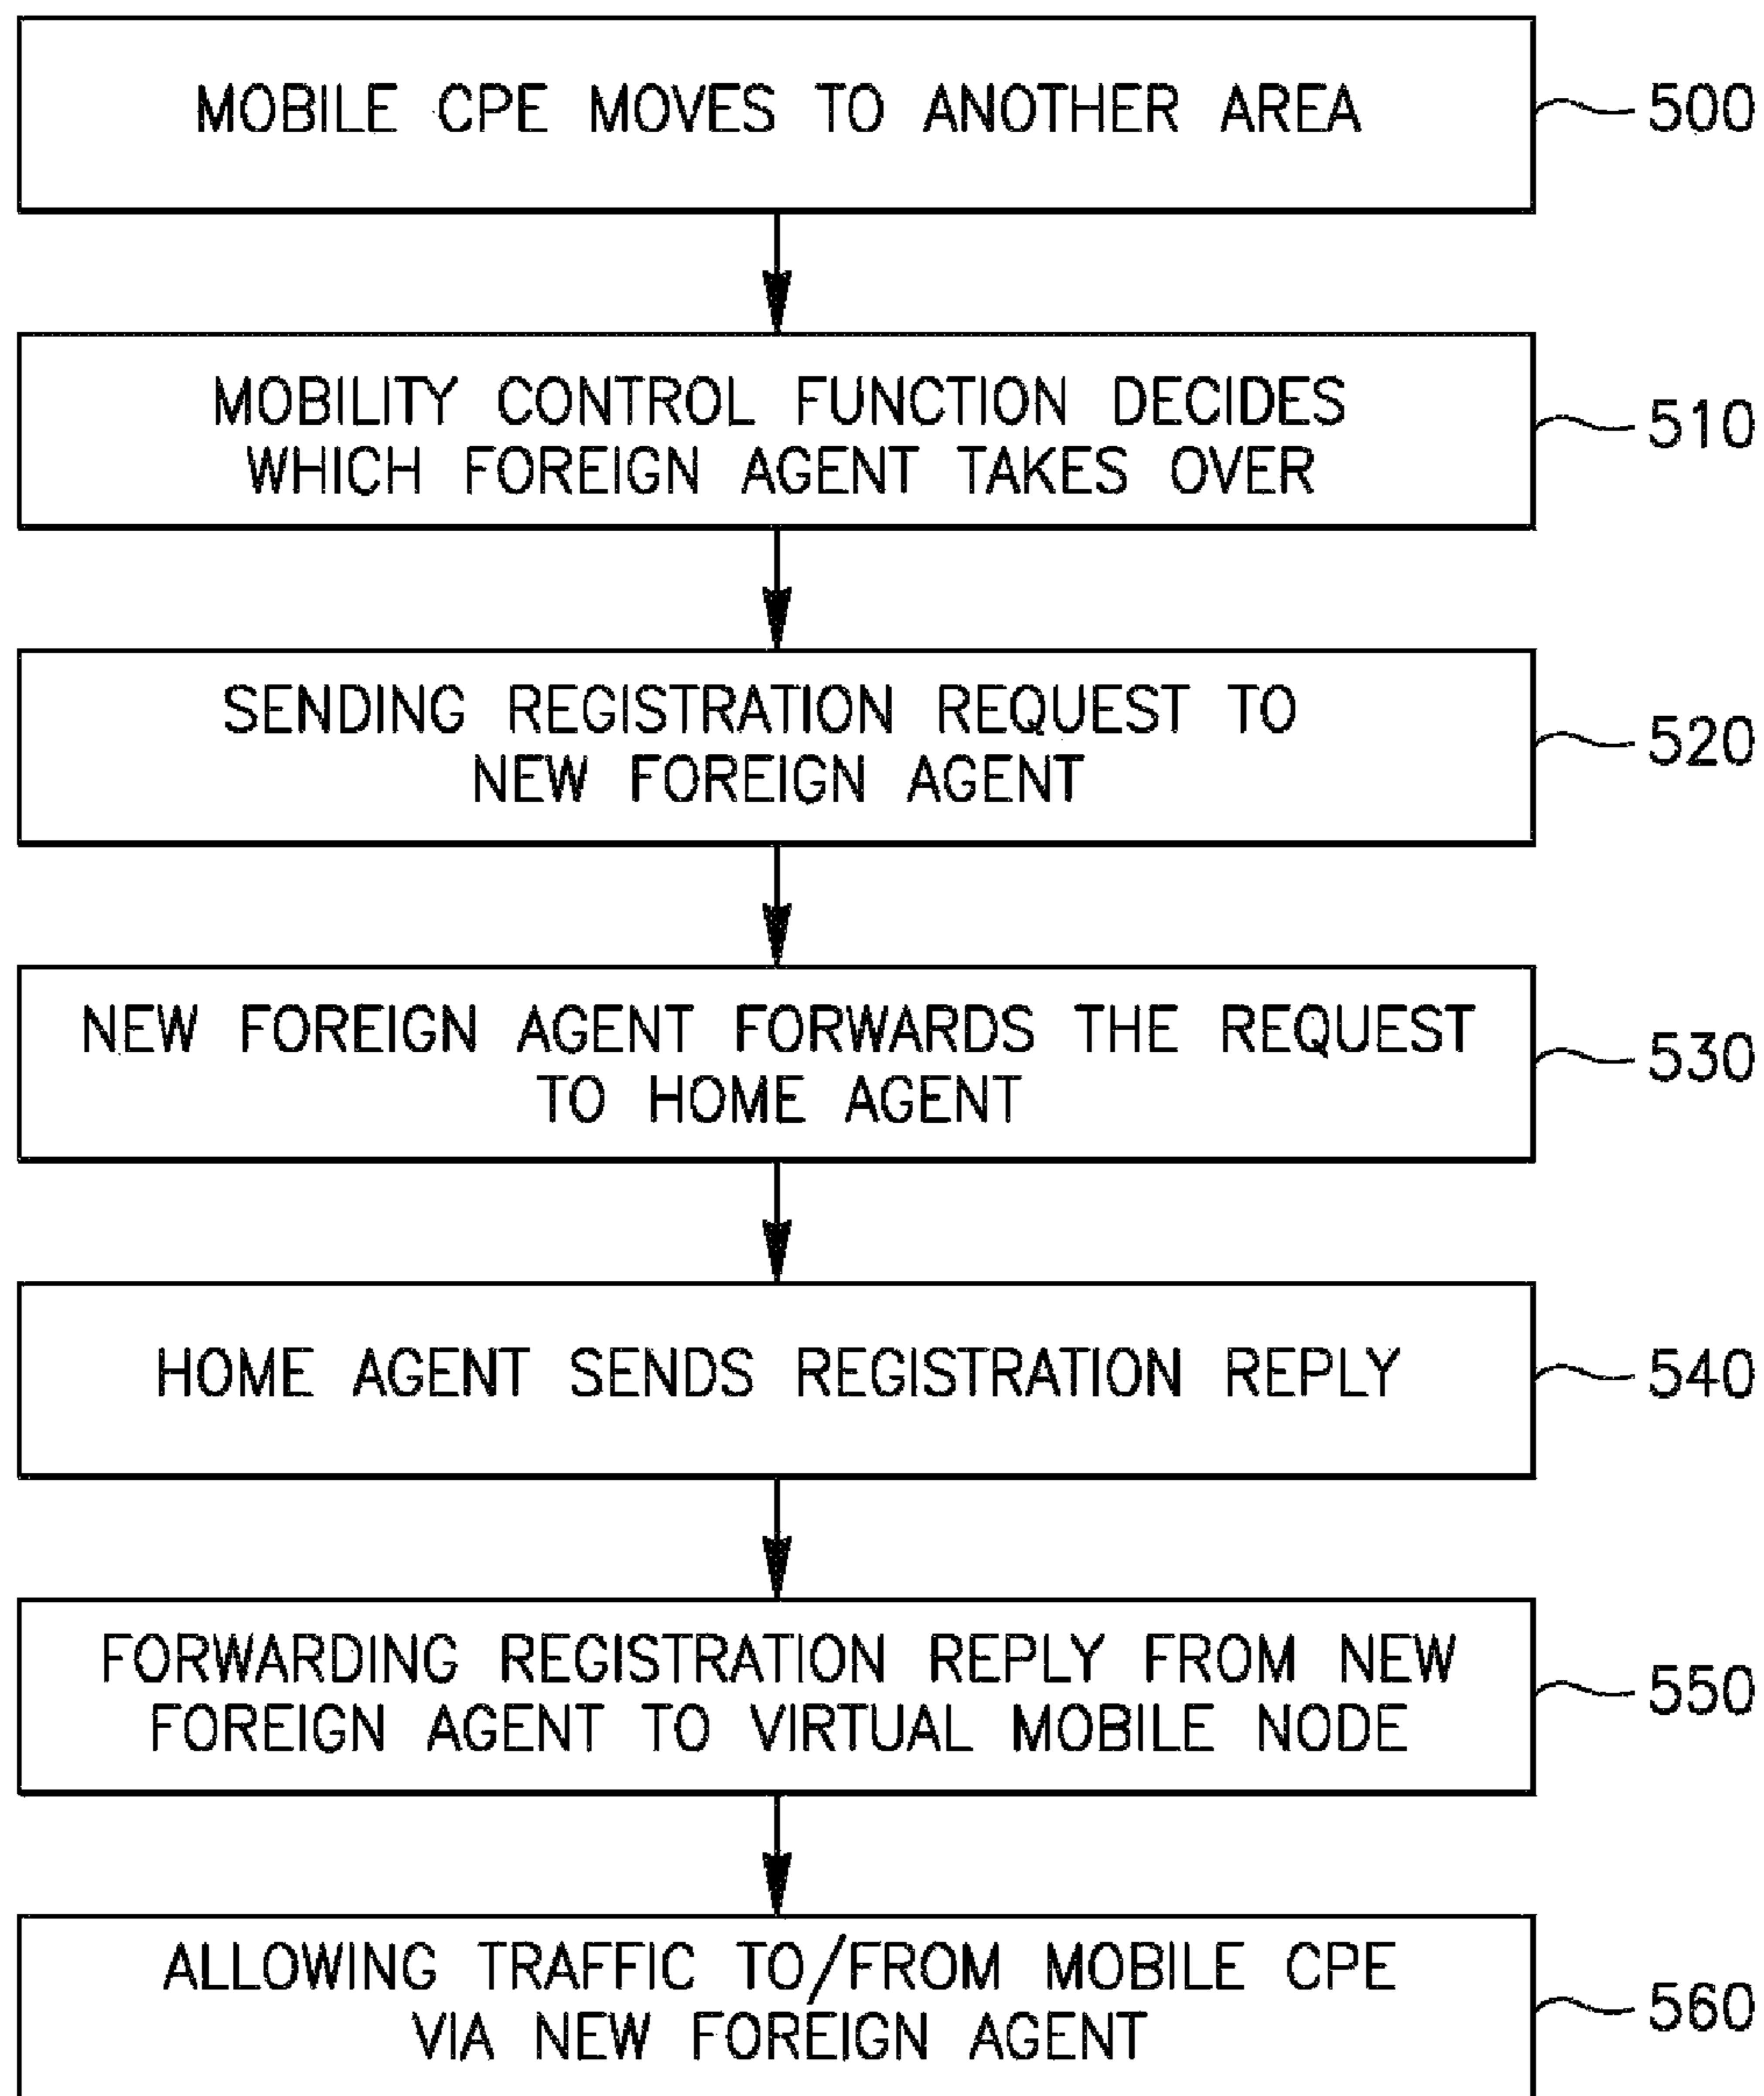 MOBILE CPE MOVES TO ANOTHER AREA
500
MOBILITY CONTROL FUNCTION DECIDES
WHICH FOREIGN AGENT TAKES OVER
510
SENDING REGISTRATION REQUEST TO
NEW FOREIGN AGENT
520
NEW FOREIGN AGENT FORWARDS THE REQUEST
TO HOME AGENT
530
HOME AGENT SENDS REGISTRATION REPLY
540
FORWARDING REGISTRATION REPLY FROM NEW
FOREIGN AGENT TO VIRTUAL MOBILE NODE
550
ALLOWING TRAFFIC TO/FROM MOBILE CPE
VIA NEW FOREIGN AGENT
560